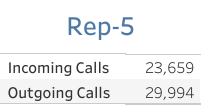 Rep-5
Incoming Calls 23,659
Outgoing Calls 29,994